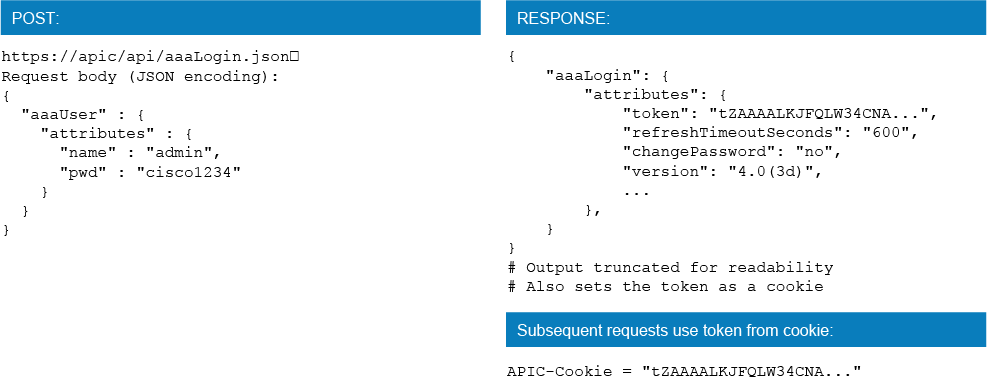 POST:
https://apic/api/aaaLogin.json□
Request body (JSON encoding):
{
  "aaaUser" : {
    "attributes" : {
      "name" : "admin",
      "pwd" : "cisco1234"
    }
  }
}
RESPONSE:
{
    "aaaLogin": {
        "attributes": {
            "token": "tZAAAALKJFQLW34CNA...",
            "refreshTimeoutSeconds": "600",
            "changePassword": "no",
            "version": "4.0(3d)",
            ...
        },
    }
}
# Output truncated for readability
# Also sets the token as a cookie
Subsequent requests use token from cookie:
APIC-Cookie = "tZAAAALKJFQLW34CNA..."